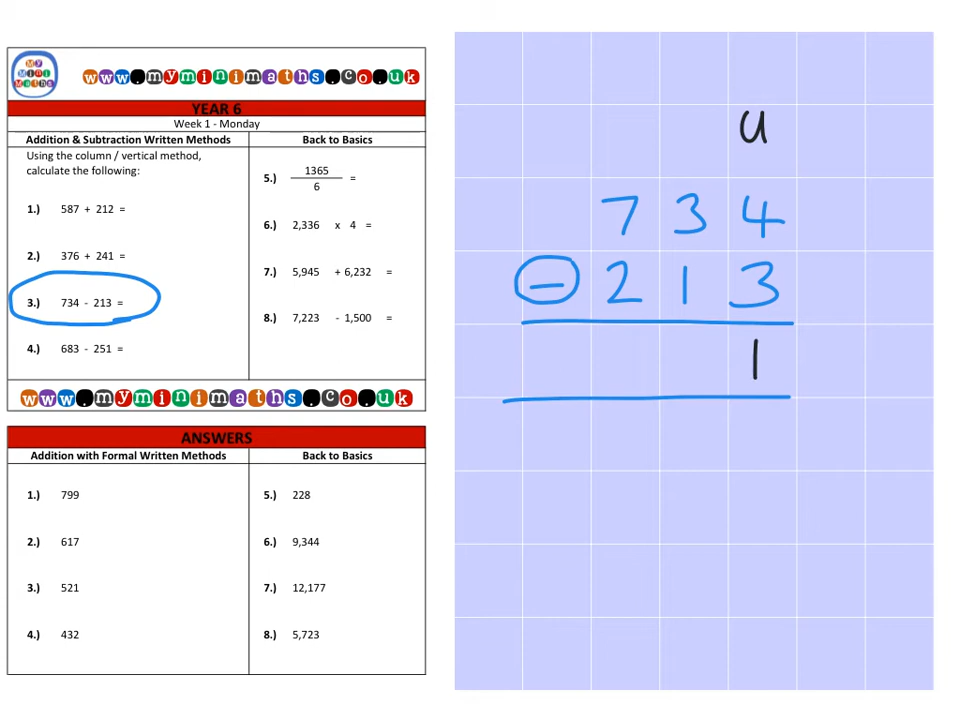 My
Mini
Maths
www.myminimaths.co.uk
YEAR 6
Week 1 - Monday
Addition & Subtraction Written Methods
Using the column / vertical method,
calculate the following:
1.) 587 + 212 =
2.) 376 + 241 =
3.) 734 - 213 =
4.) 683 - 251 =
Back to Basics
5.) 1365
6 =
6.) 2,336 x 4 =
7.) 5,945 + 6,232 =
8.) 7,223 - 1,500 =
www.myminimaths.co.uk
ANSWERS
Addition with Formal Written Methods
1.) 799
2.) 617
3.) 521
4.) 432
Back to Basics
5.) 228
6.) 9,344
7.) 12,177
8.) 5,723
u
7 3 4
- 2 1 3
1